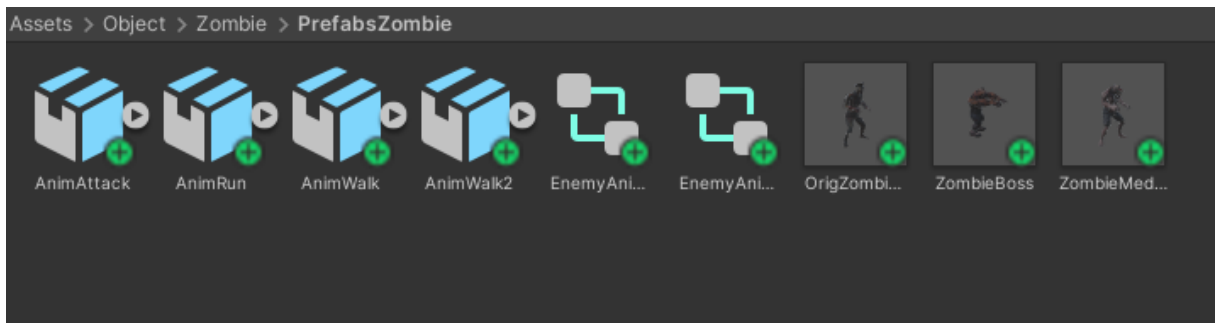 Assets > Object > Zombie > PrefabsZombie
AnimAttack AnimRun AnimWalk AnimWalk2 EnemyAni... EnemyAni... OrigZombi... ZombieBoss ZombieMed...